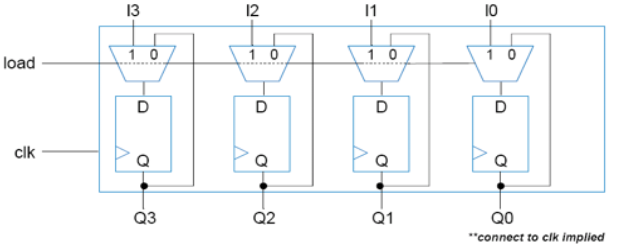 I3 I2 I1 I0
1 0 1 0 1 0 1 0
load
D D D D
clk
Q Q Q Q
Q3 Q2 Q1 Q0
**connect to clk implied